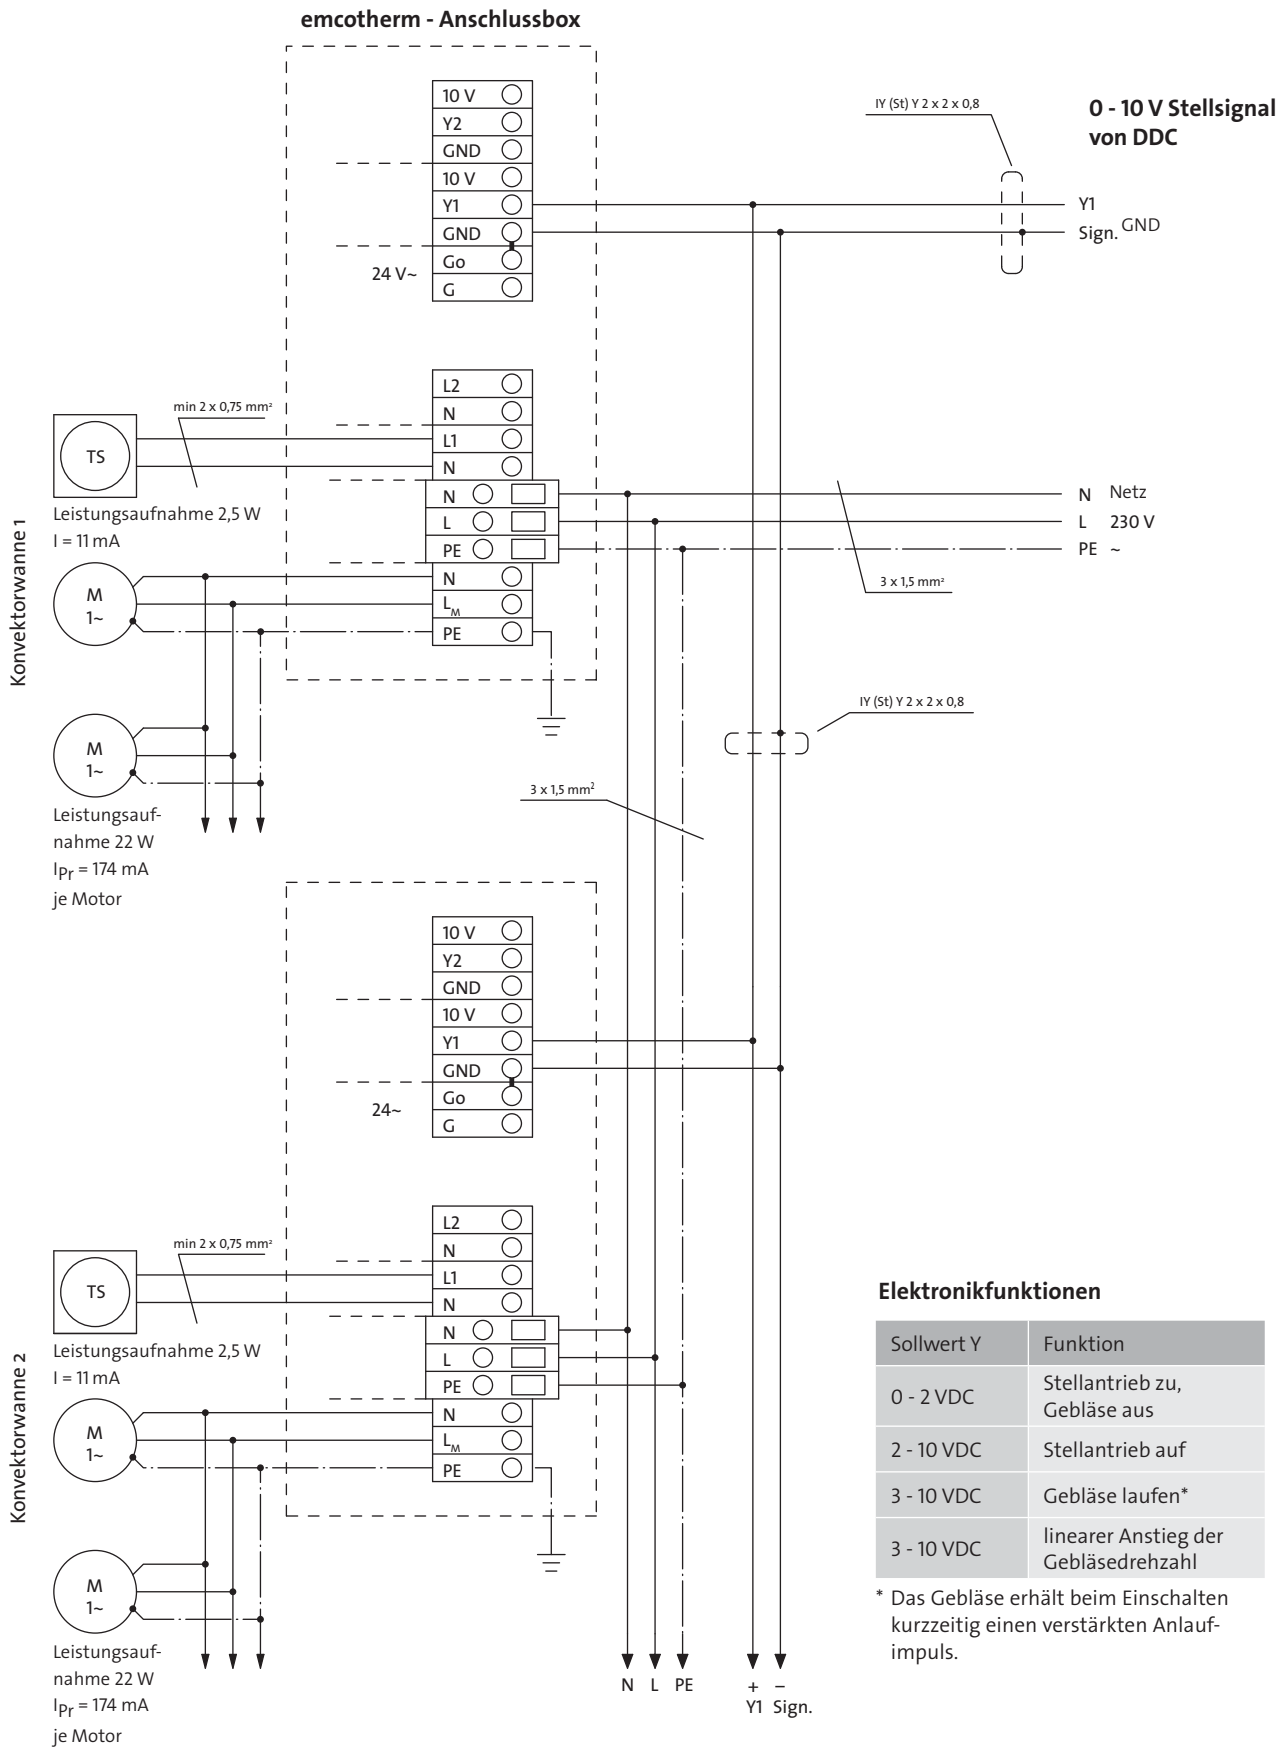 emcotherm - Anschlussbox
10 V
Y2
GND
10 V
Y1
GND
Go
G
24 V~
IY (St) Y 2 x 2 x 0,8
0 - 10 V Stellsignal
von DDC
Y1
Sign. GND
L2
N
L1
N
N
L
PE
N
LM
PE
min 2 x 0,75 mm²
TS
Leistungsaufnahme 2,5 W
I = 11 mA
M
1~
M
1~
Leistungsauf-
nahme 22 W
IPr = 174 mA
je Motor
Konvektorwanne 1
N Netz
L 230 V
PE ~
3 x 1,5 mm²
IY (St) Y 2 x 2 x 0,8
3 x 1,5 mm²
10 V
Y2
GND
10 V
Y1
GND
Go
G
24~
L2
N
L1
N
N
L
PE
N
LM
PE
min 2 x 0,75 mm²
TS
Leistungsaufnahme 2,5 W
I = 11 mA
M
1~
M
1~
Leistungsauf-
nahme 22 W
IPr = 174 mA
je Motor
Konvektorwanne 2
N L PE
+ –
Y1 Sign.
Elektronikfunktionen
Sollwert Y Funktion
0 - 2 VDC Stellantrieb zu,
Gebläse aus
2 - 10 VDC Stellantrieb auf
3 - 10 VDC Gebläse laufen*
3 - 10 VDC linearer Anstieg der
Gebläsedrehzahl
* Das Gebläse erhält beim Einschalten
kurzzeitig einen verstärkten Anlauf-
impuls.